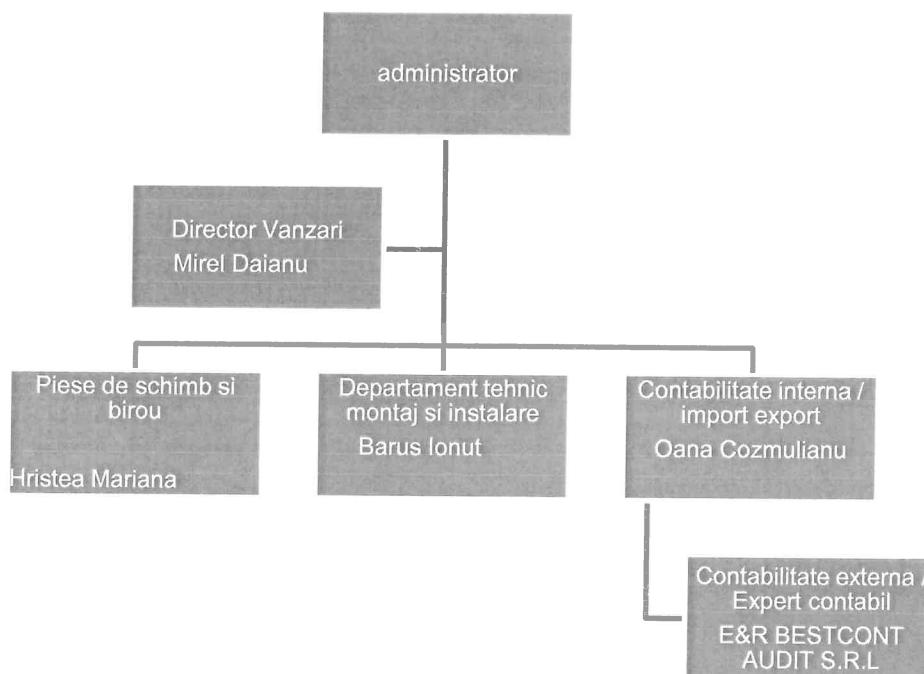 administrator
Director Vanzari
Mirel Daianu
Piese de schimb si
birou
Hristea Mariana
Departament tehnic
montaj si instalare
Barus Ionut
Contabilitate interna /
import export
Oana Cozmulianu
Contabilitate externa /
Expert contabil
E&R BESTCONT
AUDIT S.R.L